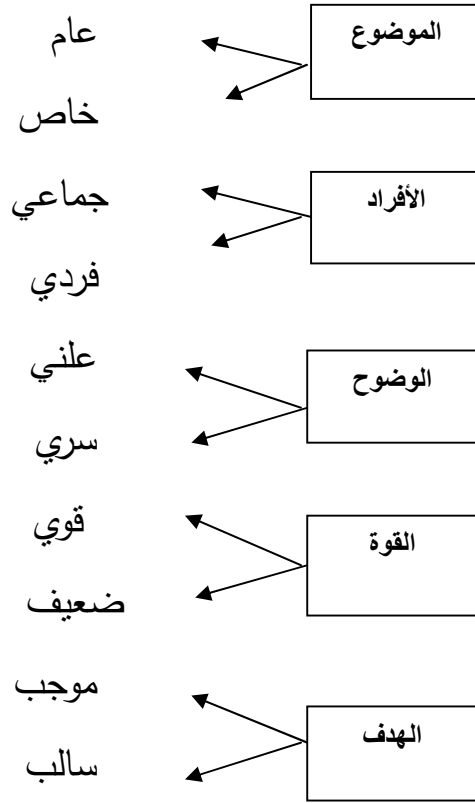 الموضوع
عام
خاص
الأفراد
جماعي
فردي
الوضوح
علني
سري
القوة
قوي
ضعيف
الهدف
موجب
سالب